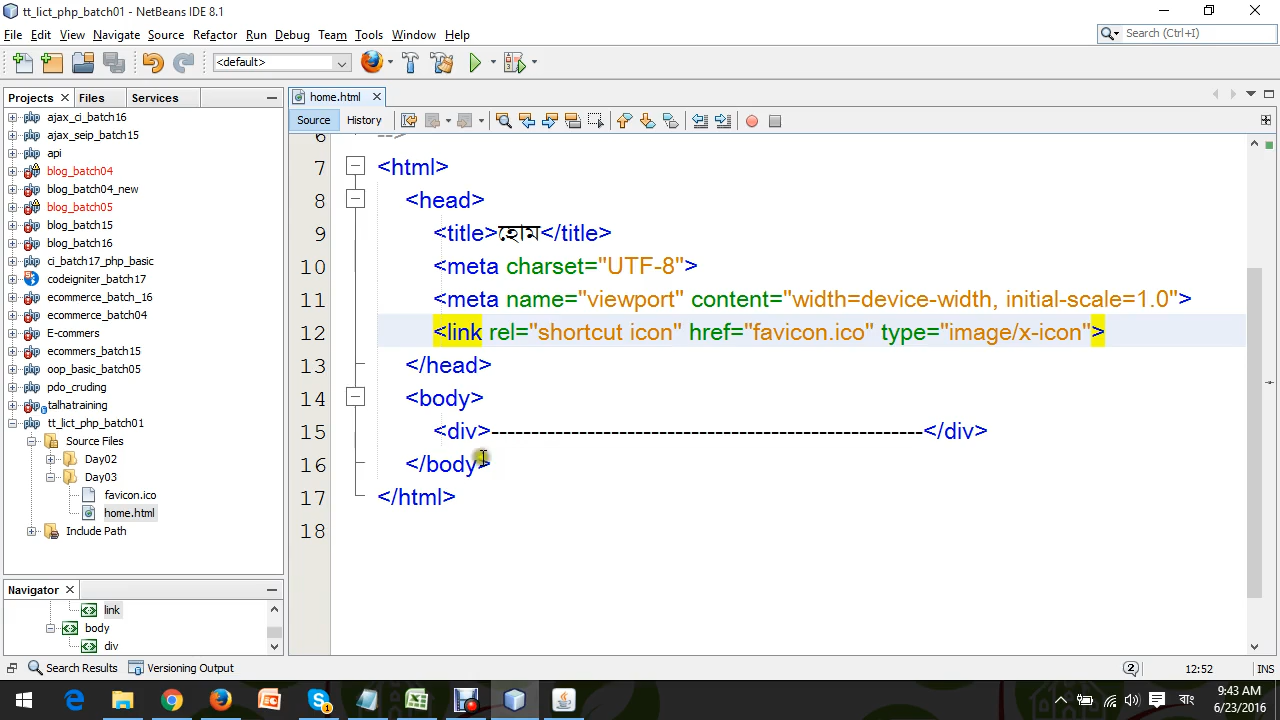 tt_lict_php_batch01 - NetBeans IDE 8.1
File Edit View Navigate Source Refactor Run Debug Team Tools Window Help
Search (Ctrl+I)
<default>
Projects Files Services
ajax_ci_batch16
ajax_seip_batch15
api
blog_batch04
blog_batch04_new
blog_batch05
blog_batch15
blog_batch16
ci_batch17_php_basic
codeigniter_batch17
ecommerce_batch_16
ecommerce_batch04
E-commers
ecommers_batch15
oop_basic_batch05
pdo_cruding
talhatraining
tt_lict_php_batch01
Source Files
Day02
Day03
favicon.ico
home.html
Include Path
Navigator
link
body
div
home.html
Source History
6 -->
7 <html>
8 <head>
9 <title>হোম</title>
10 <meta charset="UTF-8">
11 <meta name="viewport" content="width=device-width, initial-scale=1.0">
12 <link rel="shortcut icon" href="favicon.ico" type="image/x-icon">
13 </head>
14 <body>
15 <div>------------------------------------------------------</div>
16 </body>
17 </html>
18
Search Results Versioning Output
2 12:52 INS
বাং
9:43 AM
6/23/2016